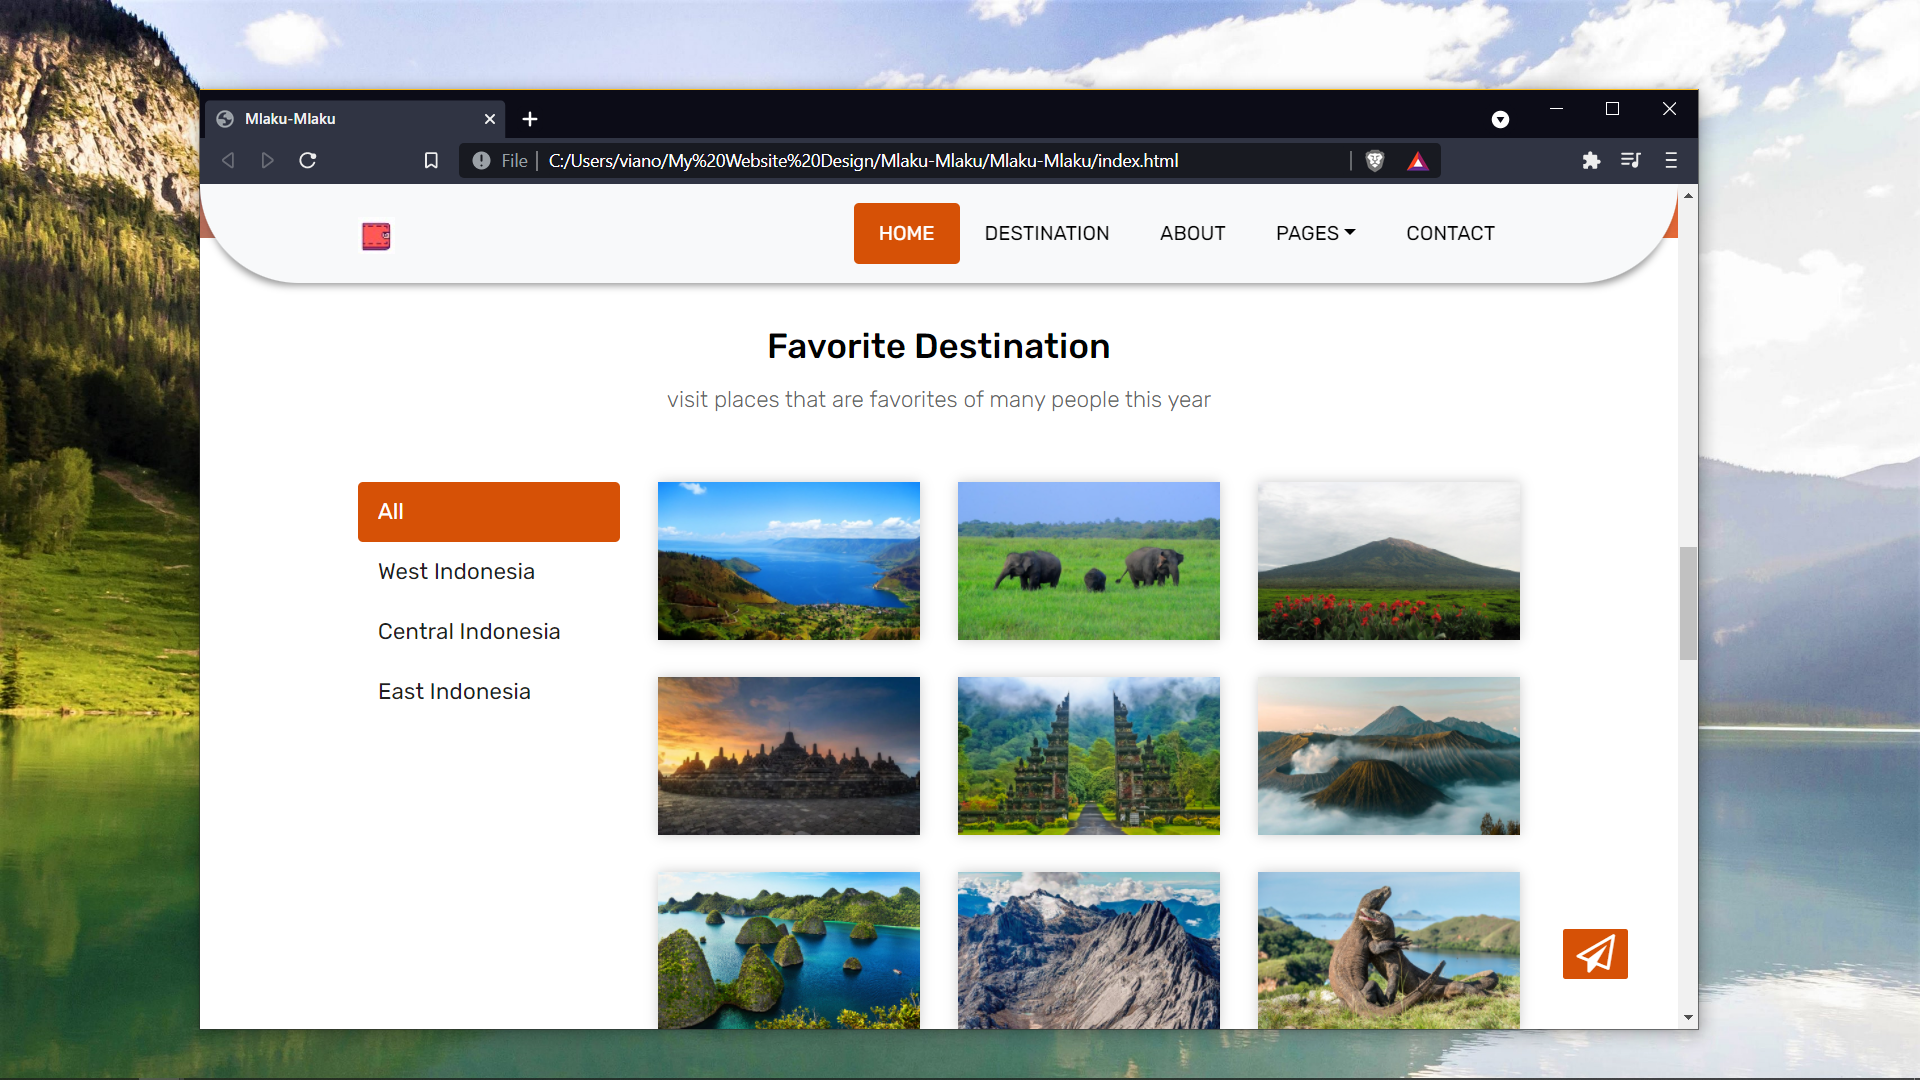 Mlaku-Mlaku
File
C:/Users/viano/My%20Website%20Design/Mlaku-Mlaku/Mlaku-Mlaku/index.html
HOME
DESTINATION
ABOUT
PAGES
CONTACT
Favorite Destination
visit places that are favorites of many people this year
All
West Indonesia
Central Indonesia
East Indonesia